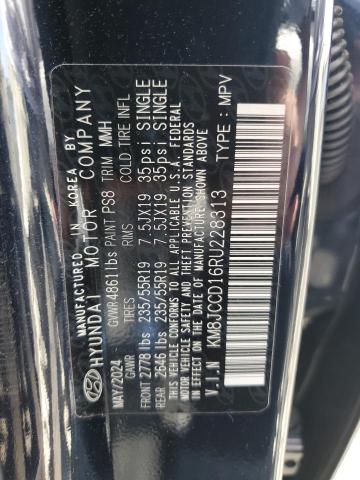 MANUFACTURED IN KOREA BY
HYUNDAI MOTOR COMPANY
MAY/2024 GVWR 4861 lbs PAINT PS8 TRIM MMH
GAWR TIRES RIMS COLD TIRE INFL
FRONT 2778 lbs 235/55R19 7.5JX19 35psi SINGLE
REAR 2646 lbs 235/55R19 7.5JX19 35psi SINGLE
THIS VEHICLE CONFORMS TO ALL APPLICABLE U.S.A. FEDERAL
MOTOR VEHICLE SAFETY AND THEFT PREVENTION STANDARDS
IN EFFECT ON THE DATE OF MANUFACTURE SHOWN ABOVE
V.I.N KM8JCCD16RU228313 TYPE : MPV